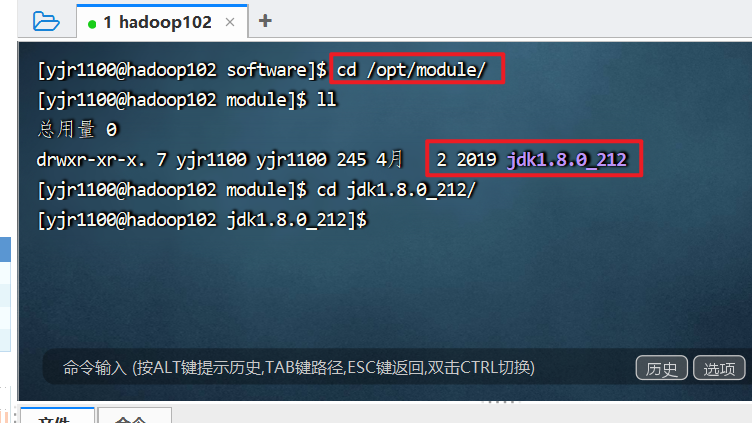 1 hadoop102 × +
[yjr1100@hadoop102 software]$ cd /opt/module/
[yjr1100@hadoop102 module]$ ll
总用量 0
drwxr-xr-x. 7 yjr1100 yjr1100 245 4月 2 2019 jdk1.8.0_212
[yjr1100@hadoop102 module]$ cd jdk1.8.0_212/
[yjr1100@hadoop102 jdk1.8.0_212]$
命令输入 (按ALT键提示历史,TAB键路径,ESC键返回,双击CTRL切换) 历史 选项
文件 命令